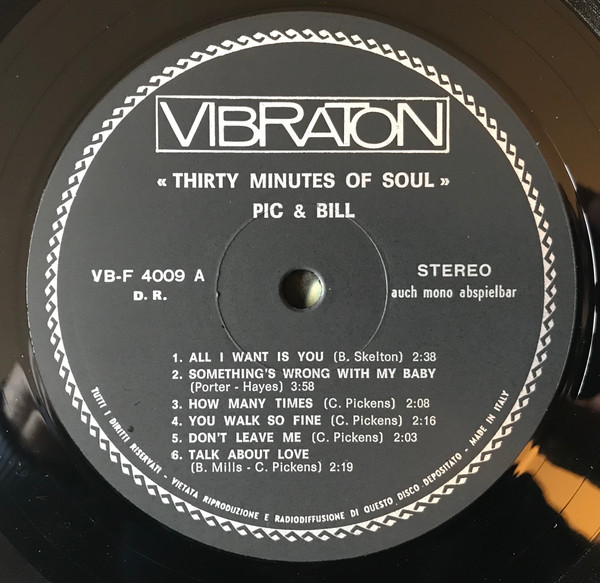 VIBRATON
« THIRTY MINUTES OF SOUL »
PIC & BILL
VB-F 4009 A
D. R.
STEREO
auch mono abspielbar
1. ALL I WANT IS YOU (B. Skelton) 2:38
2. SOMETHING'S WRONG WITH MY BABY
(Porter - Hayes) 3:58
3. HOW MANY TIMES (C. Pickens) 2:08
4. YOU WALK SO FINE (C. Pickens) 2:16
5. DON'T LEAVE ME (C. Pickens) 2:03
6. TALK ABOUT LOVE
(B. Mills - C. Pickens) 2:19
TUTTI I DIRITTI RISERVATI - VIETATA RIPRODUZIONE E RADIODIFFUSIONE DI QUESTO DISCO DEPOSITATO - MADE IN ITALY